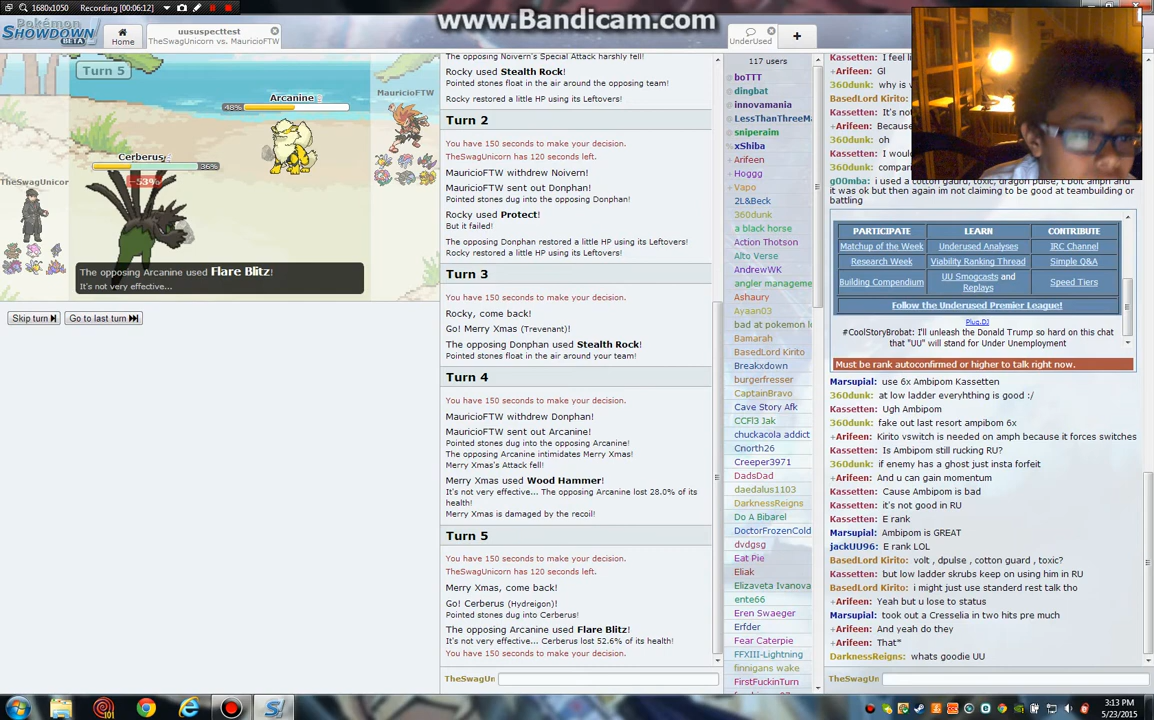 1680x1050
Recording [00:06:12]
www.Bandicam.com
Pokémon
SHOWDOWN
BETA
Home
uususpecttest
TheSwagUnicorn vs. MauricioFTW
UnderUsed
+
Turn 5
48%
Arcanine
MauricioFTW
Cerberus
36%
-53%
TheSwagUnicor
The opposing Arcanine used Flare Blitz!
It's not very effective...
Skip turn
Go to last turn
The opposing Noivern's Special Attack harshly fell!
Rocky used Stealth Rock!
Pointed stones float in the air around the opposing team!
Rocky restored a little HP using its Leftovers!
Turn 2
You have 150 seconds to make your decision.
TheSwagUnicorn has 120 seconds left.
MauricioFTW withdrew Noivern!
MauricioFTW sent out Donphan!
Pointed stones dug into the opposing Donphan!
Rocky used Protect!
But it failed!
The opposing Donphan restored a little HP using its Leftovers!
Rocky restored a little HP using its Leftovers!
Turn 3
You have 150 seconds to make your decision.
Rocky, come back!
Go! Merry Xmas (Trevenant)!
The opposing Donphan used Stealth Rock!
Pointed stones float in the air around your team!
Turn 4
You have 150 seconds to make your decision.
MauricioFTW withdrew Donphan!
MauricioFTW sent out Arcanine!
Pointed stones dug into the opposing Arcanine!
The opposing Arcanine intimidates Merry Xmas!
Merry Xmas's Attack fell!
Merry Xmas used Wood Hammer!
It's not very effective... The opposing Arcanine lost 28.0% of its
health!
Merry Xmas is damaged by the recoil!
Turn 5
You have 150 seconds to make your decision.
TheSwagUnicorn has 120 seconds left.
Merry Xmas, come back!
Go! Cerberus (Hydreigon)!
Pointed stones dug into Cerberus!
The opposing Arcanine used Flare Blitz!
It's not very effective... Cerberus lost 52.6% of its health!
You have 150 seconds to make your decision.
TheSwagUn
117 users
boTTT
dingbat
innovamania
LessThanThreeMa
sniperaim
%xShiba
+Arifeen
Hoggg
Vapo
2L&Beck
360dunk
a black horse
Action Thotson
Alto Verse
AndrewWK
angler manageme
Ashaury
Ayaan03
bad at pokemon lo
Bamarah
BasedLord Kirito
Breakxdown
burgerfresser
CaptainBravo
Cave Story Afk
CCFl3 Jak
chuckacola addict
Cnorth26
Creeper3971
DadsDad
daedalus1103
DarknessReigns
Do A Bibarel
DoctorFrozenCold
dvdgsg
Eat Pie
Eliak
Elizaveta Ivanova
ente66
Eren Swaeger
Erfder
Fear Caterpie
FFXIII-Lightning
finnigans wake
FirstFuckinTurn
Kassetten: I feel li
+Arifeen: Gl
360dunk: why is
BasedLord Kirito:
Kassetten: It's not
+Arifeen: Because
360dunk: oh
Kassetten: I would
360dunk: compan
g00mba: i used a cotton gaurd, toxic, dragon pulse, t bolt amph and it
was ok but then again im not claiming to be good at teambuilding or
battling
PARTICIPATE
LEARN
CONTRIBUTE
Matchup of the Week
Underused Analyses
IRC Channel
Research Week
Viability Ranking Thread
Simple Q&A
Building Compendium
UU Smogcasts and
Replays
Speed Tiers
Follow the Underused Premier League!
Plug.DJ
#CoolStoryBrobat: I'll unleash the Donald Trump so hard on this chat
that "UU" will stand for Under Unemployment
Must be rank autoconfirmed or higher to talk right now.
Marsupial: use 6x Ambipom Kassetten
360dunk: at low ladder everyhthing is good :/
Kassetten: Ugh Ambipom
360dunk: fake out last resort ampibom 6x
+Arifeen: Kirito vswitch is needed on amph because it forces switches
Kassetten: Is Ambipom still rucking RU?
360dunk: if enemy has a ghost just insta forfeit
+Arifeen: And u can gain momentum
Kassetten: Cause Ambipom is bad
Kassetten: it's not good in RU
Kassetten: E rank
Marsupial: Ambipom is GREAT
jackUU96: E rank LOL
BasedLord Kirito: volt , dpulse , cotton guard , toxic?
Kassetten: but low ladder skrubs keep on using him in RU
BasedLord Kirito: i might just use standerd rest talk tho
+Arifeen: Yeah but u lose to status
Marsupial: took out a Cresselia in two hits pre much
+Arifeen: And yeah do they
+Arifeen: That*
DarknessReigns: whats goodie UU
TheSwagUn
101
3:13 PM
5/23/2015